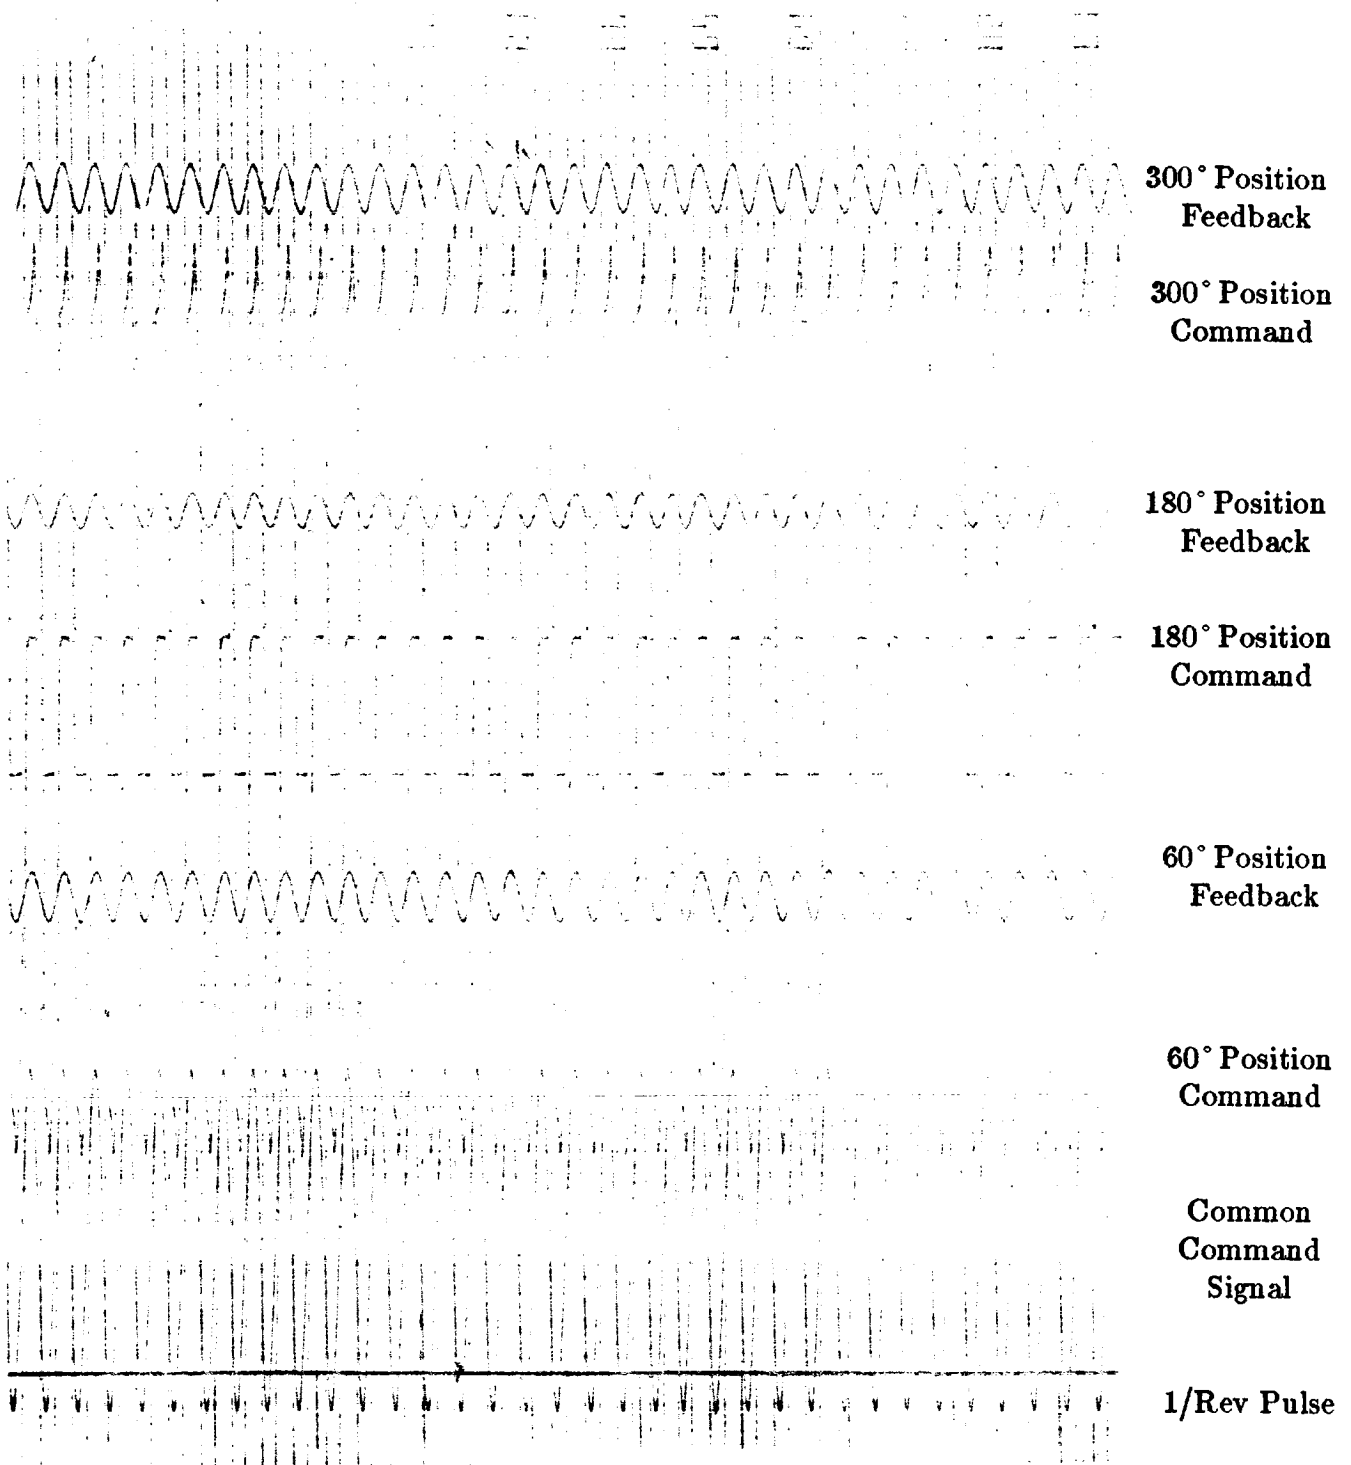 300° Position
Feedback
300° Position
Command
180° Position
Feedback
180° Position
Command
60° Position
Feedback
60° Position
Command
Common
Command
Signal
1/Rev Pulse